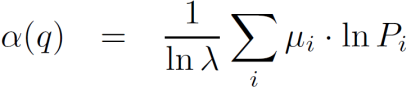 α(q) = 1/ln λ ∑_i μ_i · ln P_i